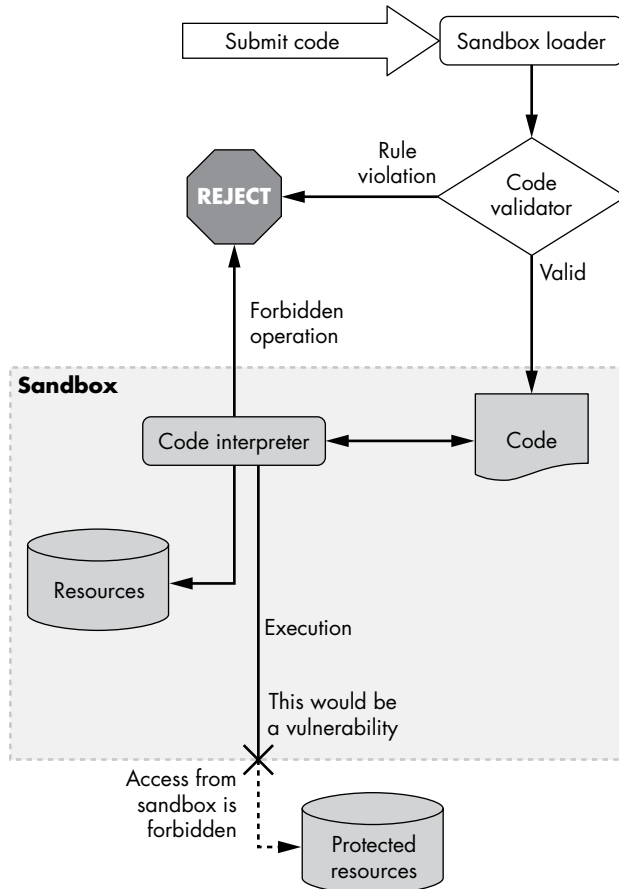 Submit code
Sandbox loader
Rule
violation
REJECT
Code
validator
Valid
Forbidden
operation
Sandbox
Code interpreter
Code
Resources
Execution
This would be
a vulnerability
Access from
sandbox is
forbidden
Protected
resources